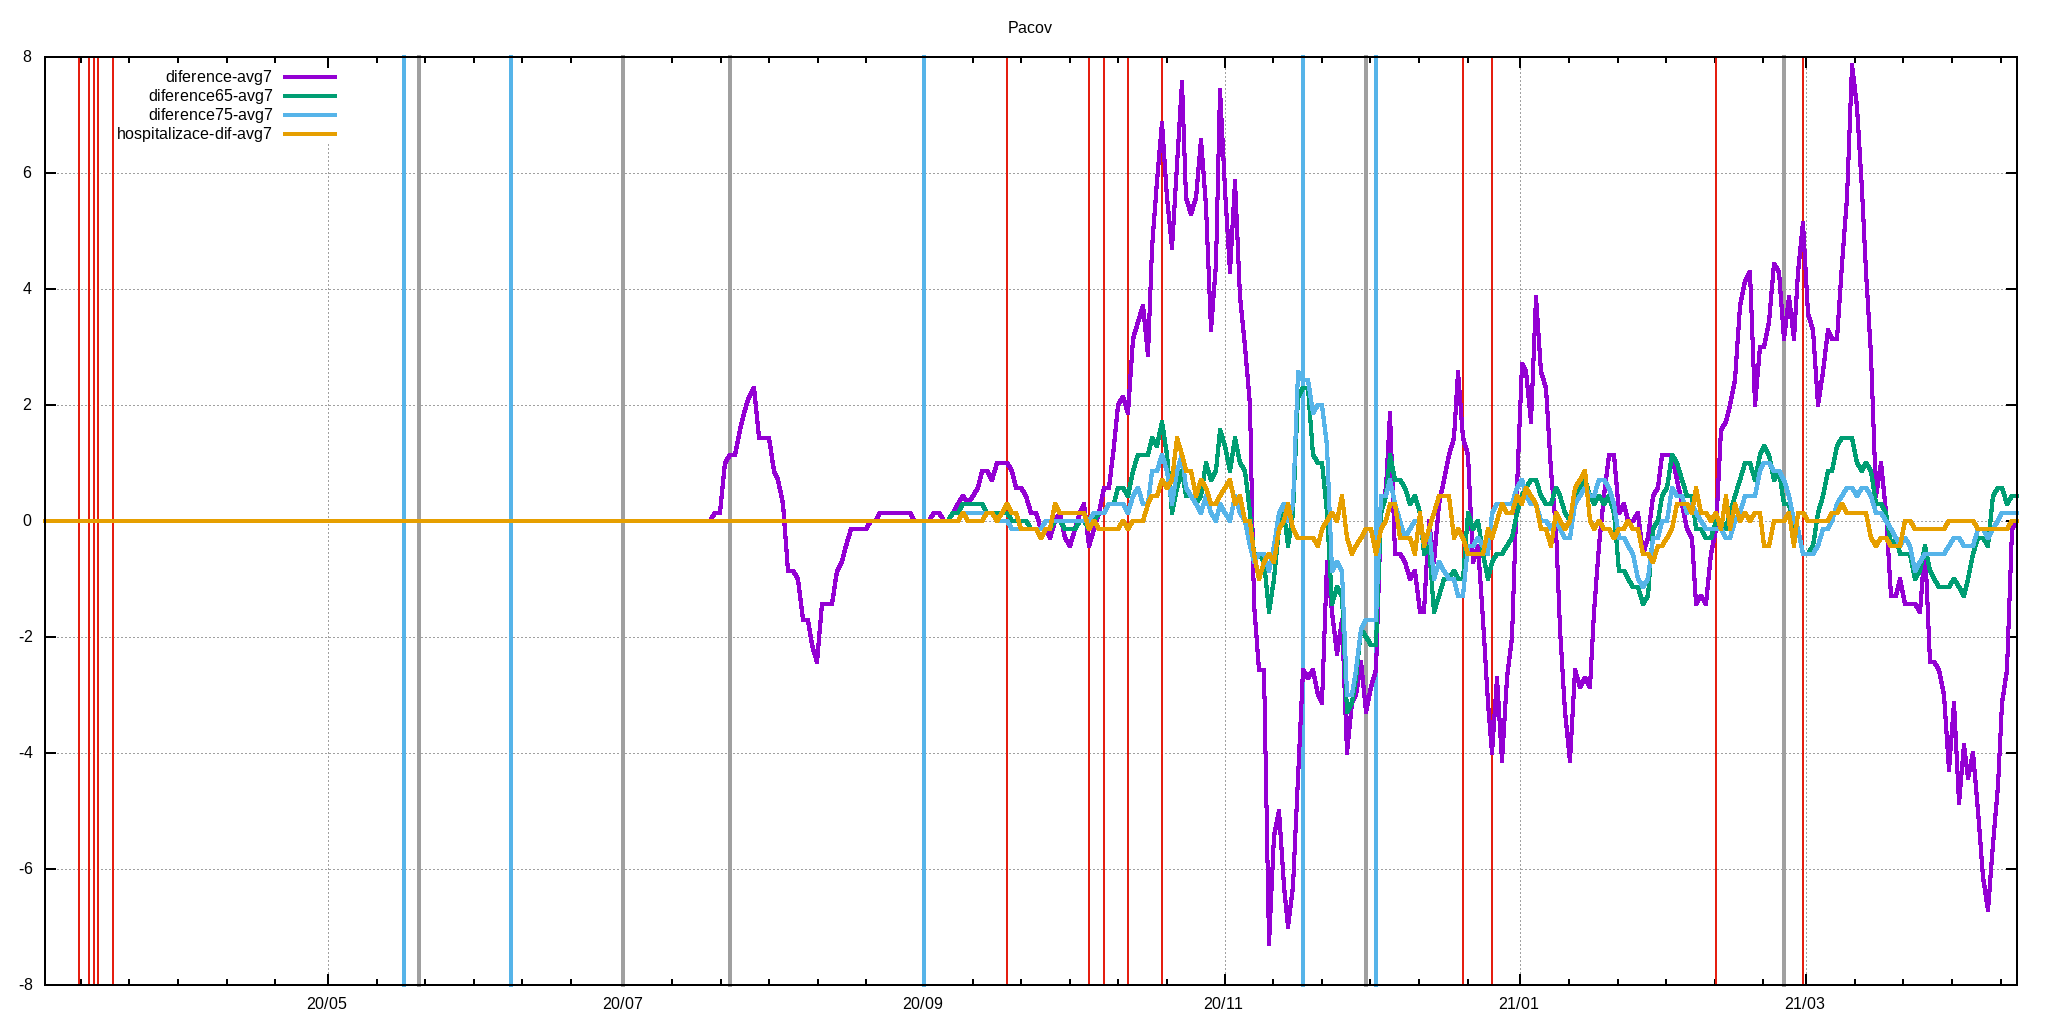 Pacov
diference-avg7
diference65-avg7
diference75-avg7
hospitalizace-dif-avg7
8
6
4
2
0
-2
-4
-6
-8
20/05 20/07 20/09 20/11 21/01 21/03